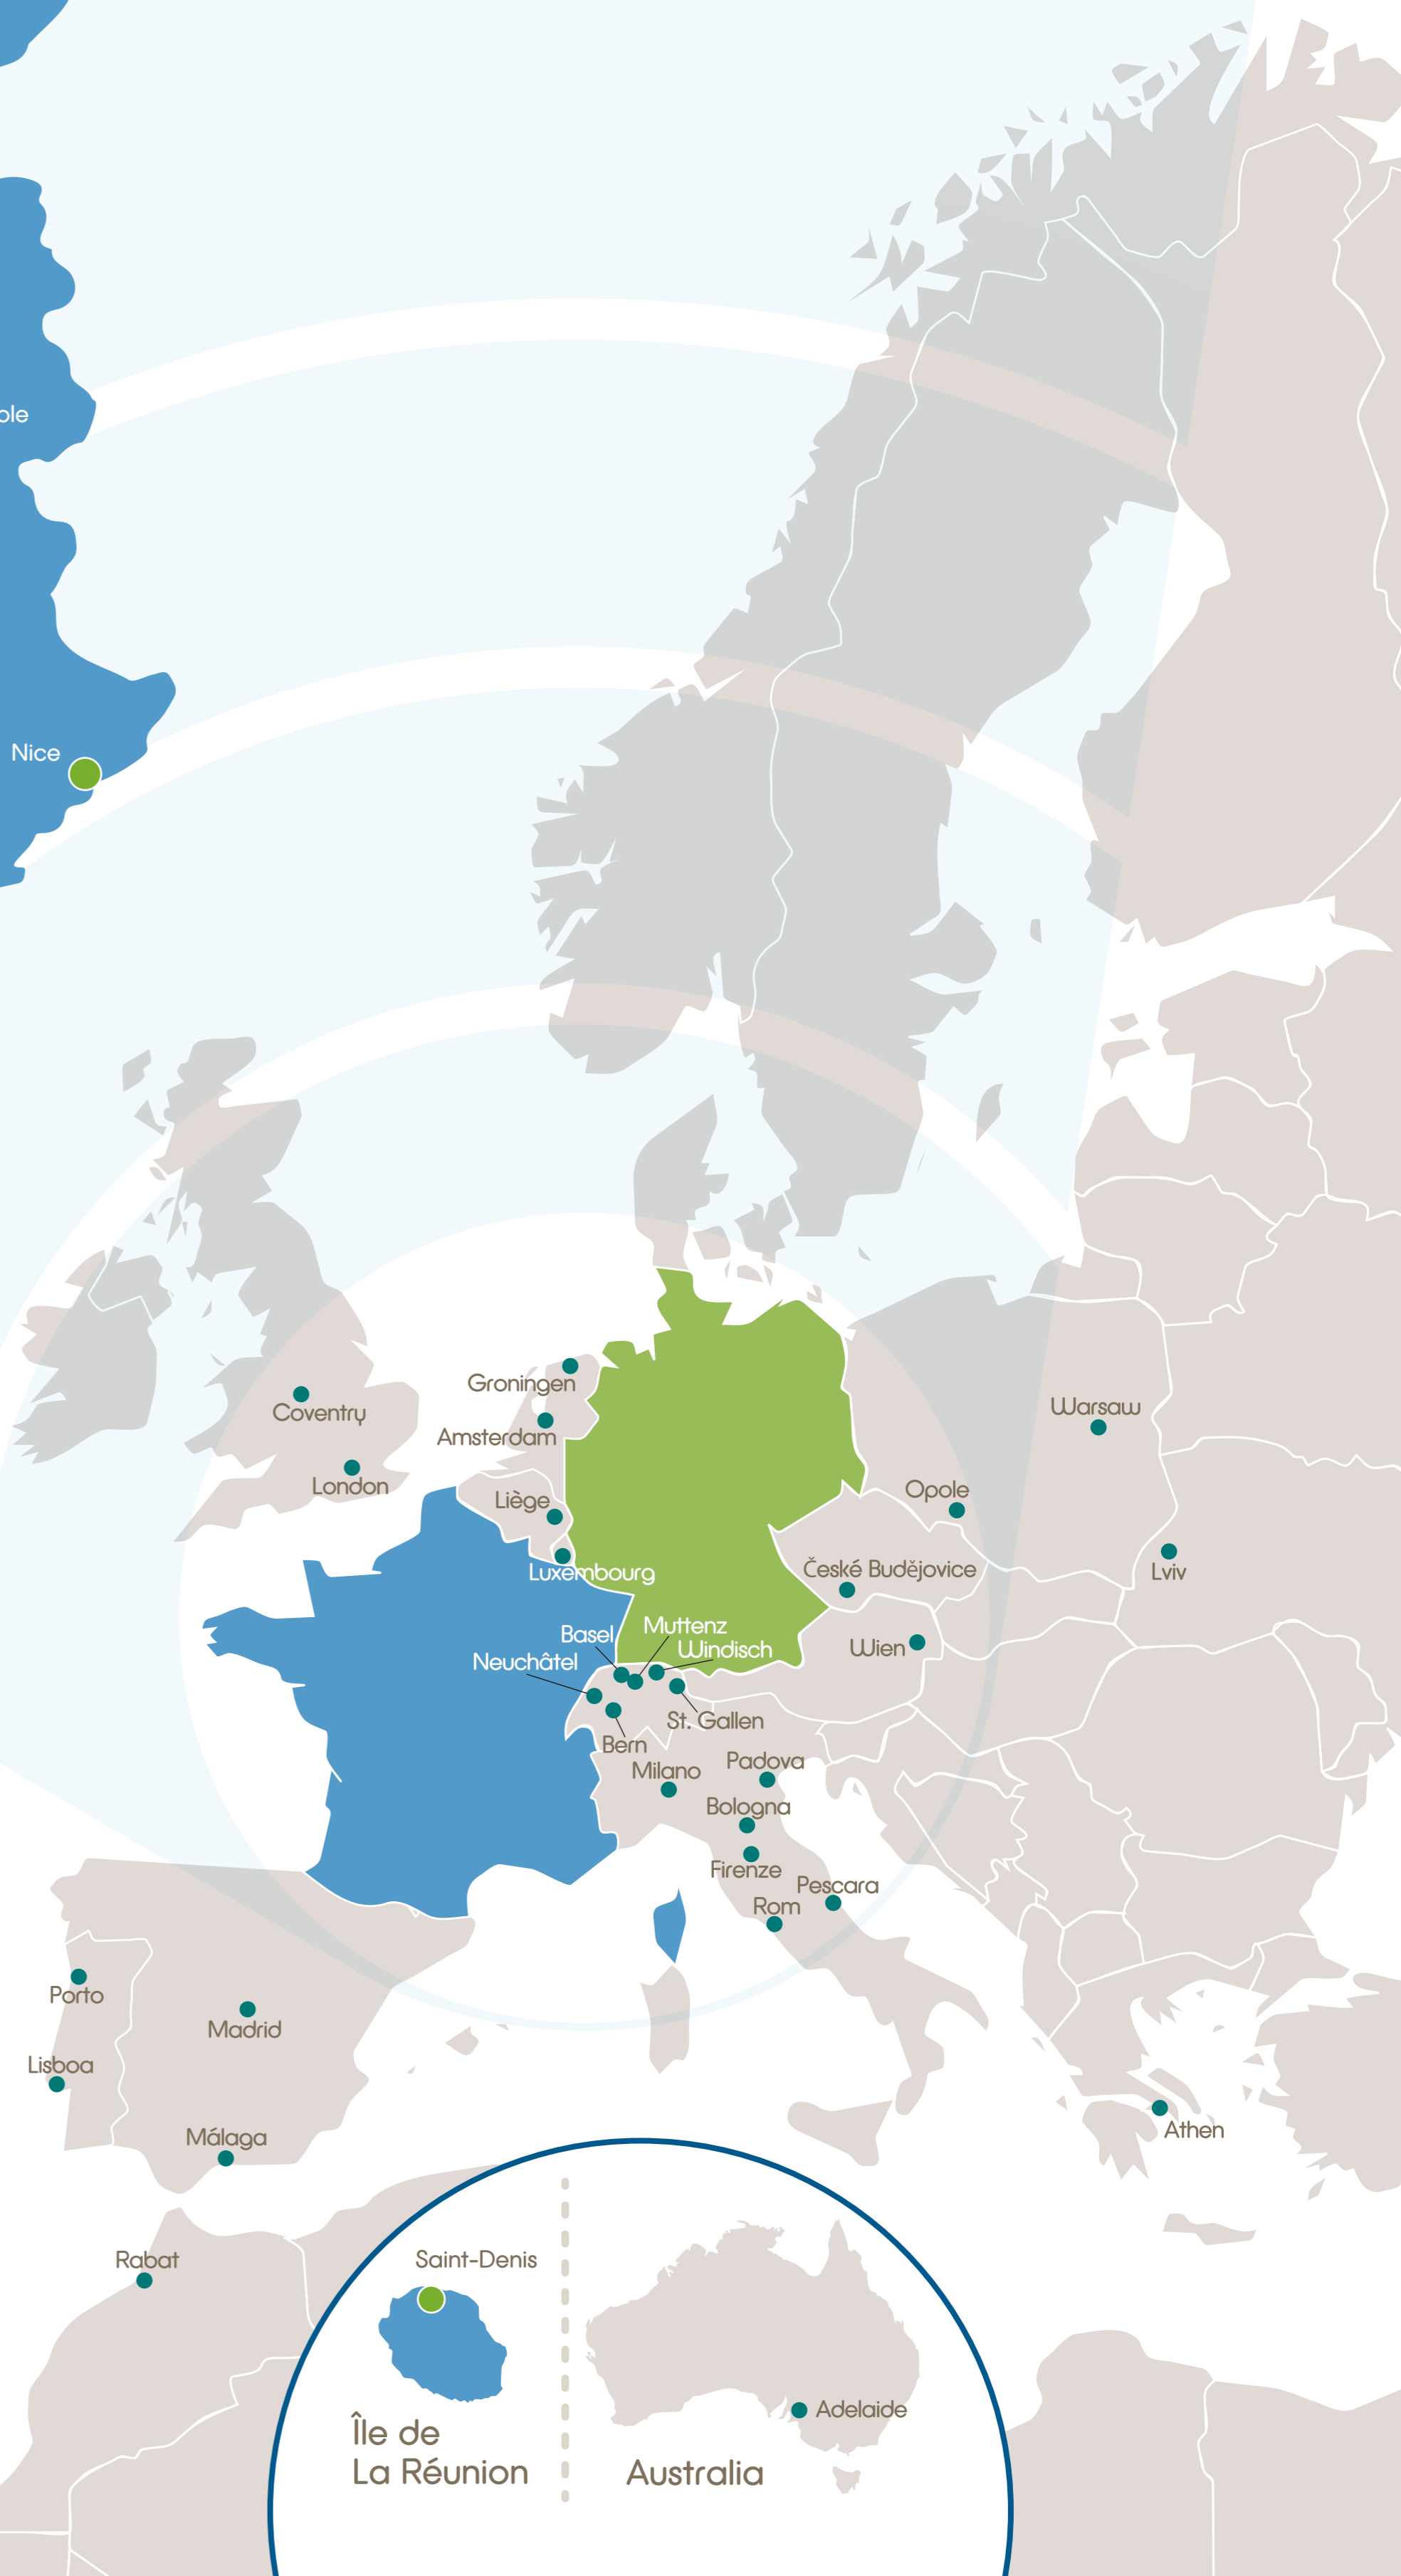 Nice
Groningen
Coventry
Amsterdam
Warsaw
London
Liège
Opole
Luxembourg
České Budějovice
Lviv
Basel
Muttenz
Windisch
Wien
Neuchâtel
St. Gallen
Bern
Milano
Padova
Bologna
Firenze
Pescara
Rom
Porto
Madrid
Lisboa
Athen
Málaga
Rabat
Saint-Denis
Adelaide
Île de
La Réunion
Australia